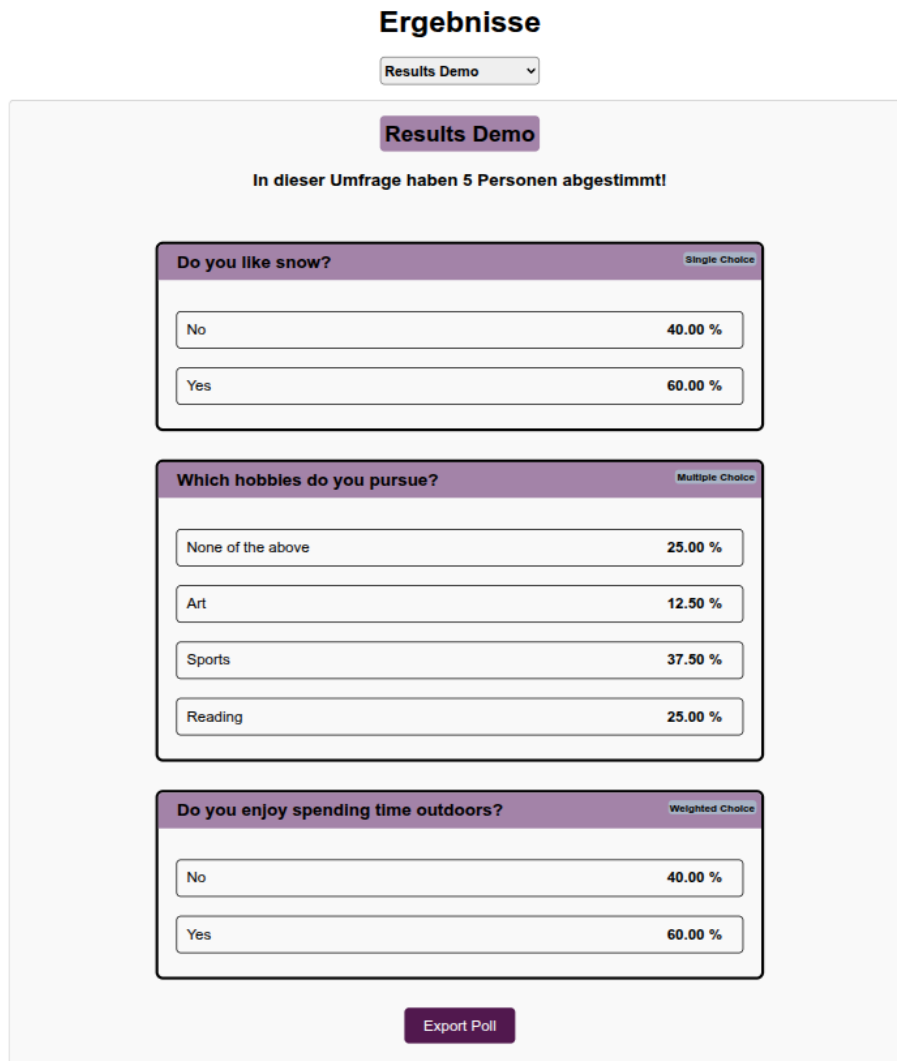 Ergebnisse
Results Demo
Results Demo
In dieser Umfrage haben 5 Personen abgestimmt!
Do you like snow? Single Choice
No 40.00 %
Yes 60.00 %
Which hobbies do you pursue? Multiple Choice
None of the above 25.00 %
Art 12.50 %
Sports 37.50 %
Reading 25.00 %
Do you enjoy spending time outdoors? Weighted Choice
No 40.00 %
Yes 60.00 %
Export Poll